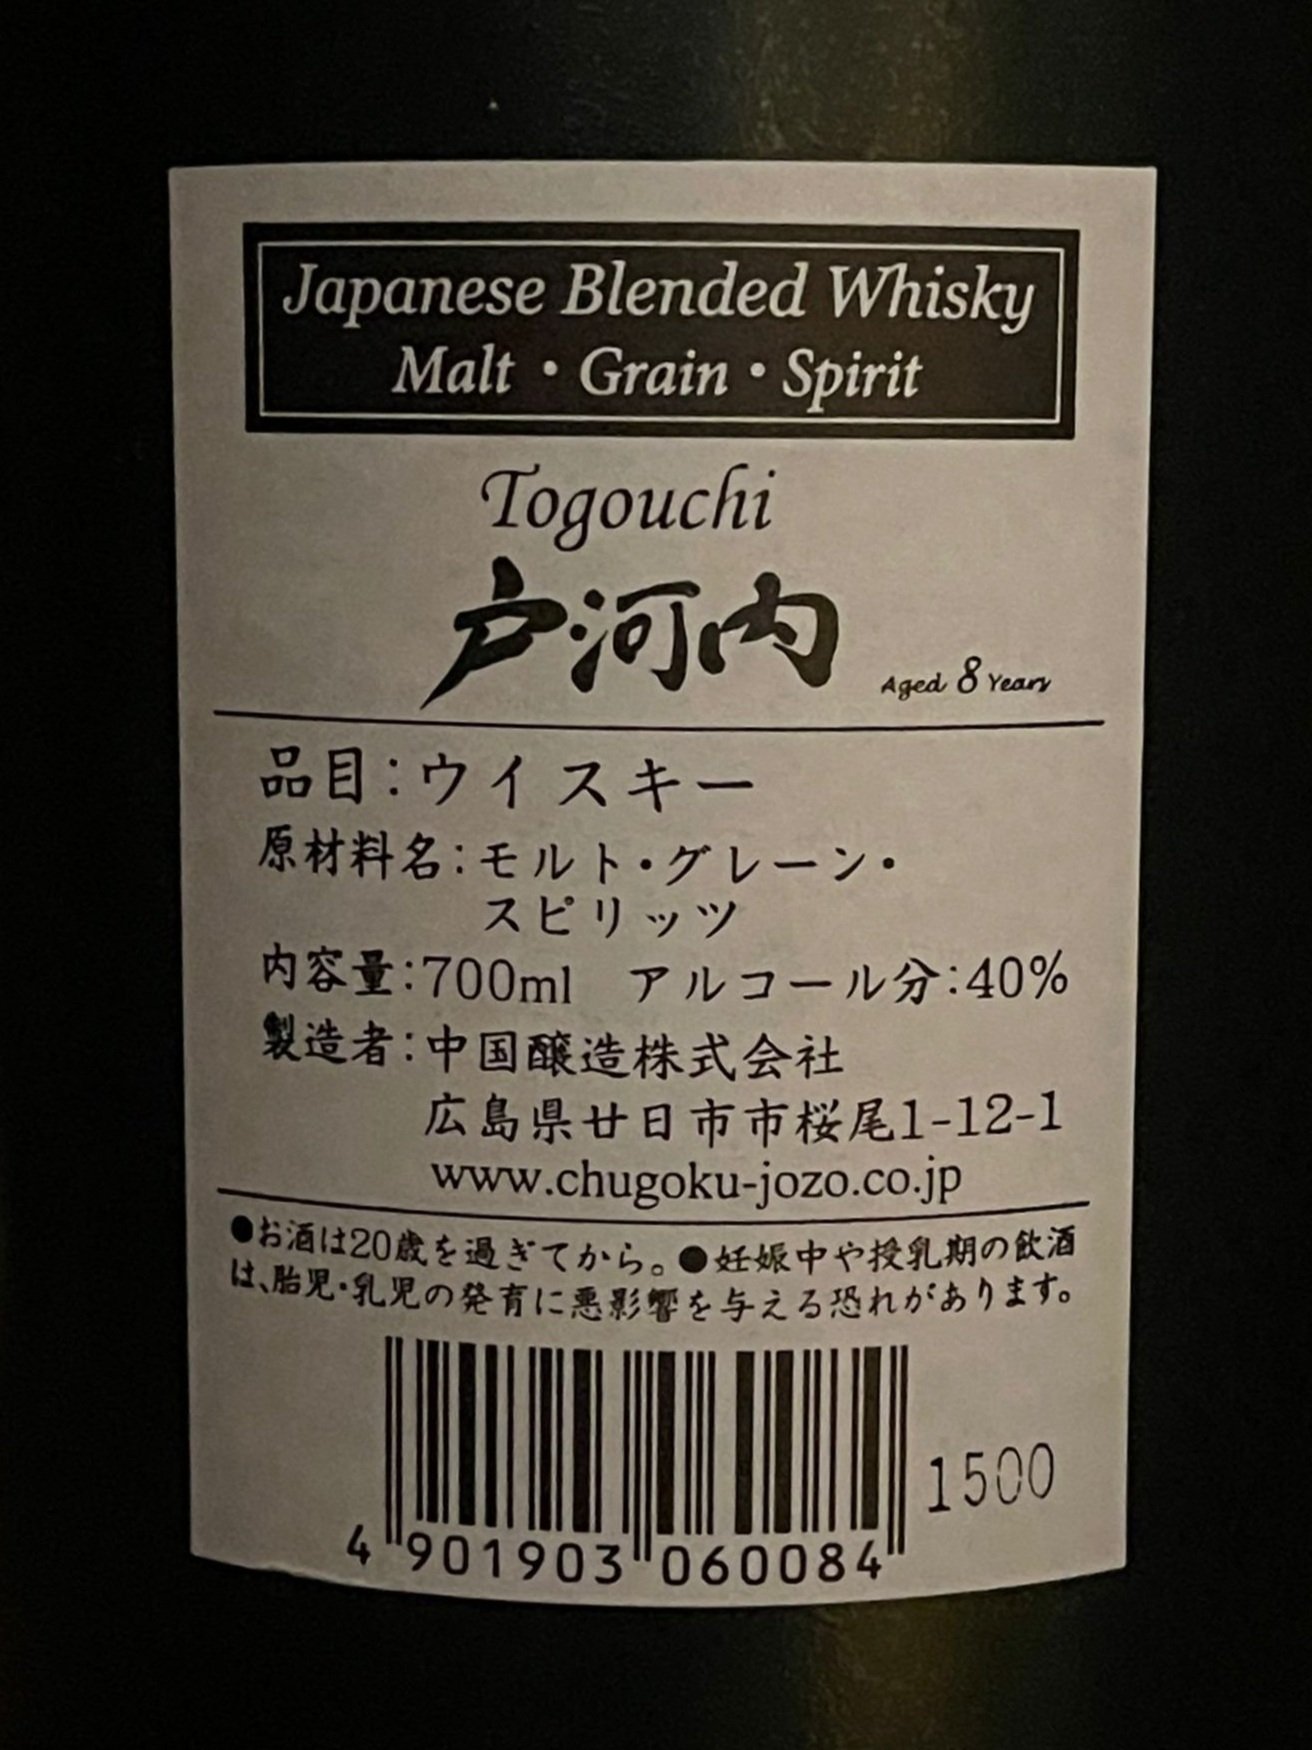 Japanese Blended Whisky
Malt・Grain・Spirit
Togouchi
戸河内
Aged 8 Years
品目:ウイスキー
原材料名:モルト・グレーン・
スピリッツ
内容量:700ml　アルコール分:40%
製造者:中国醸造株式会社
広島県廿日市市桜尾1-12-1
www.chugoku-jozo.co.jp
●お酒は20歳を過ぎてから。●妊娠中や授乳期の飲酒
は、胎児・乳児の発育に悪影響を与える恐れがあります。
1500
4 901903 060084